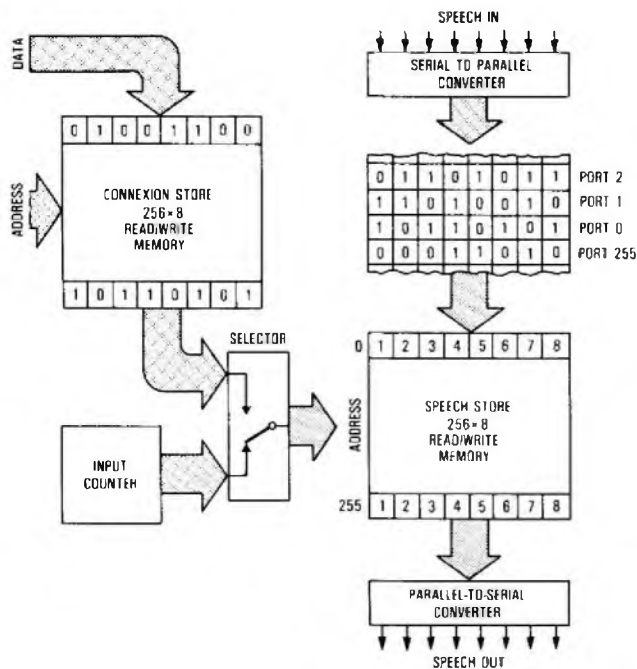 SPEECH IN
SERIAL TO PARALLEL
CONVERTER
DATA
0 1 0 0 1 1 0 0
CONNEXION STORE
256×8
READ/WRITE
MEMORY
ADDRESS
1 0 1 1 0 1 0 1
0 1 1 0 1 0 1 1 PORT 2
1 1 0 1 0 0 1 0 PORT 1
1 0 1 1 0 1 0 1 PORT 0
0 0 0 1 1 0 1 0 PORT 255
SELECTOR
INPUT
COUNTER
0 1 2 3 4 5 6 7 8
ADDRESS
SPEECH STORE
256×8
READ/WRITE
MEMORY
255 1 2 3 4 5 6 7 8
PARALLEL-TO-SERIAL
CONVERTER
SPEECH OUT